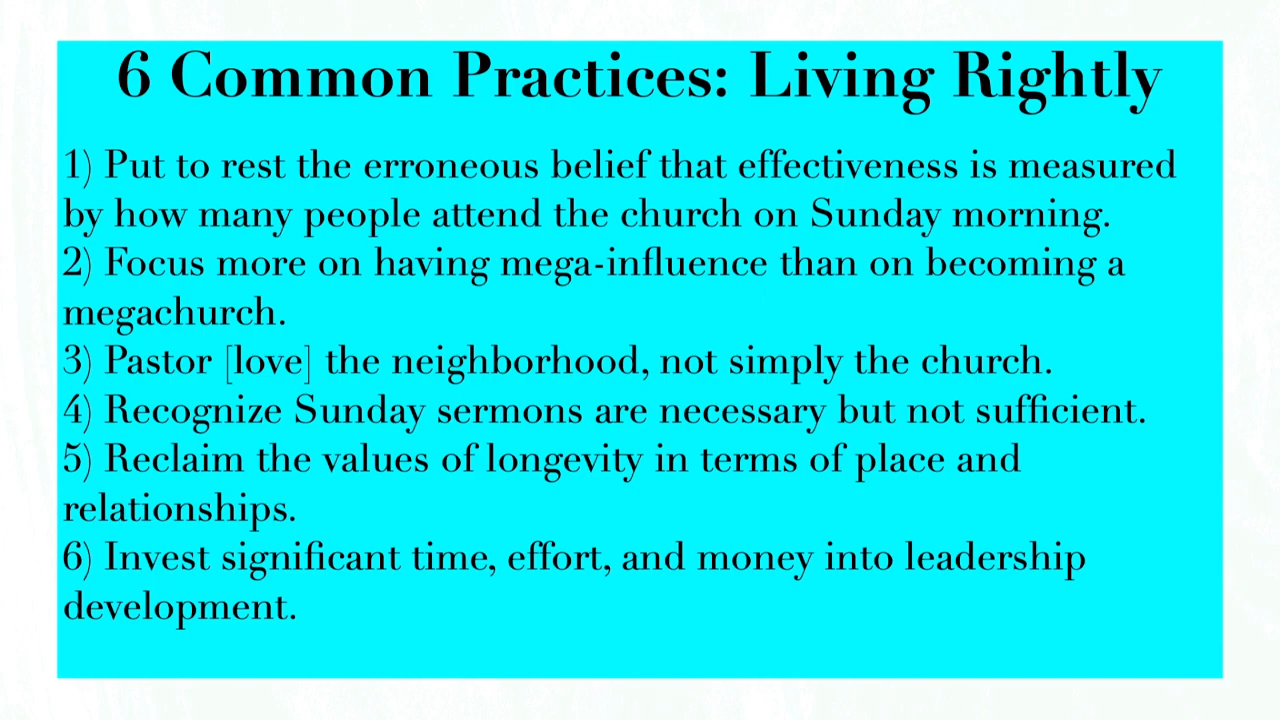 6 Common Practices: Living Rightly
1) Put to rest the erroneous belief that effectiveness is measured
by how many people attend the church on Sunday morning.
2) Focus more on having mega-influence than on becoming a
megachurch.
3) Pastor [love] the neighborhood, not simply the church.
4) Recognize Sunday sermons are necessary but not sufficient.
5) Reclaim the values of longevity in terms of place and
relationships.
6) Invest significant time, effort, and money into leadership
development.